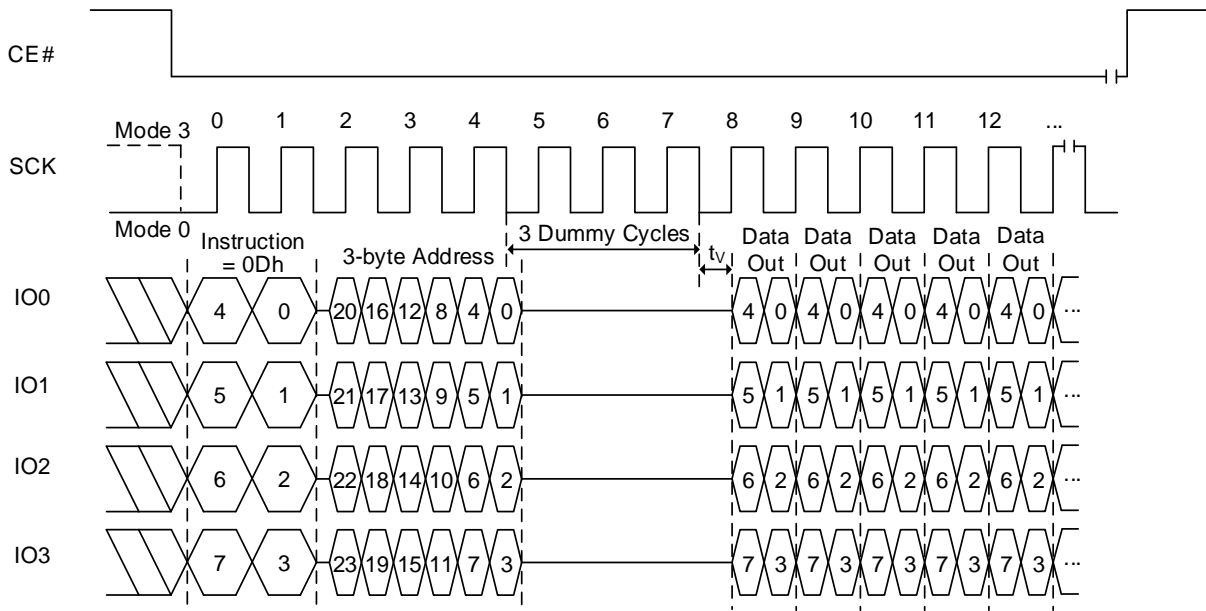 CE#
0 1 2 3 4 5 6 7 8 9 10 11 12 ...
Mode 3
SCK
Mode 0
Instruction
= 0Dh
3-byte Address
3 Dummy Cycles
tV
Data Out
Data Out
Data Out
Data Out
Data Out
IO0 4 0 20 16 12 8 4 0 4 0 4 0 4 0 4 0 4 0 ...
IO1 5 1 21 17 13 9 5 1 5 1 5 1 5 1 5 1 5 1 ...
IO2 6 2 22 18 14 10 6 2 6 2 6 2 6 2 6 2 6 2 ...
IO3 7 3 23 19 15 11 7 3 7 3 7 3 7 3 7 3 7 3 ...